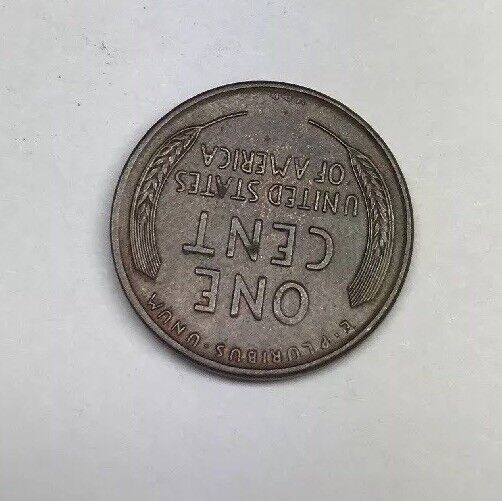 E·PLURIBUS·UNUM
ONE
CENT
UNITED STATES
OF AMERICA